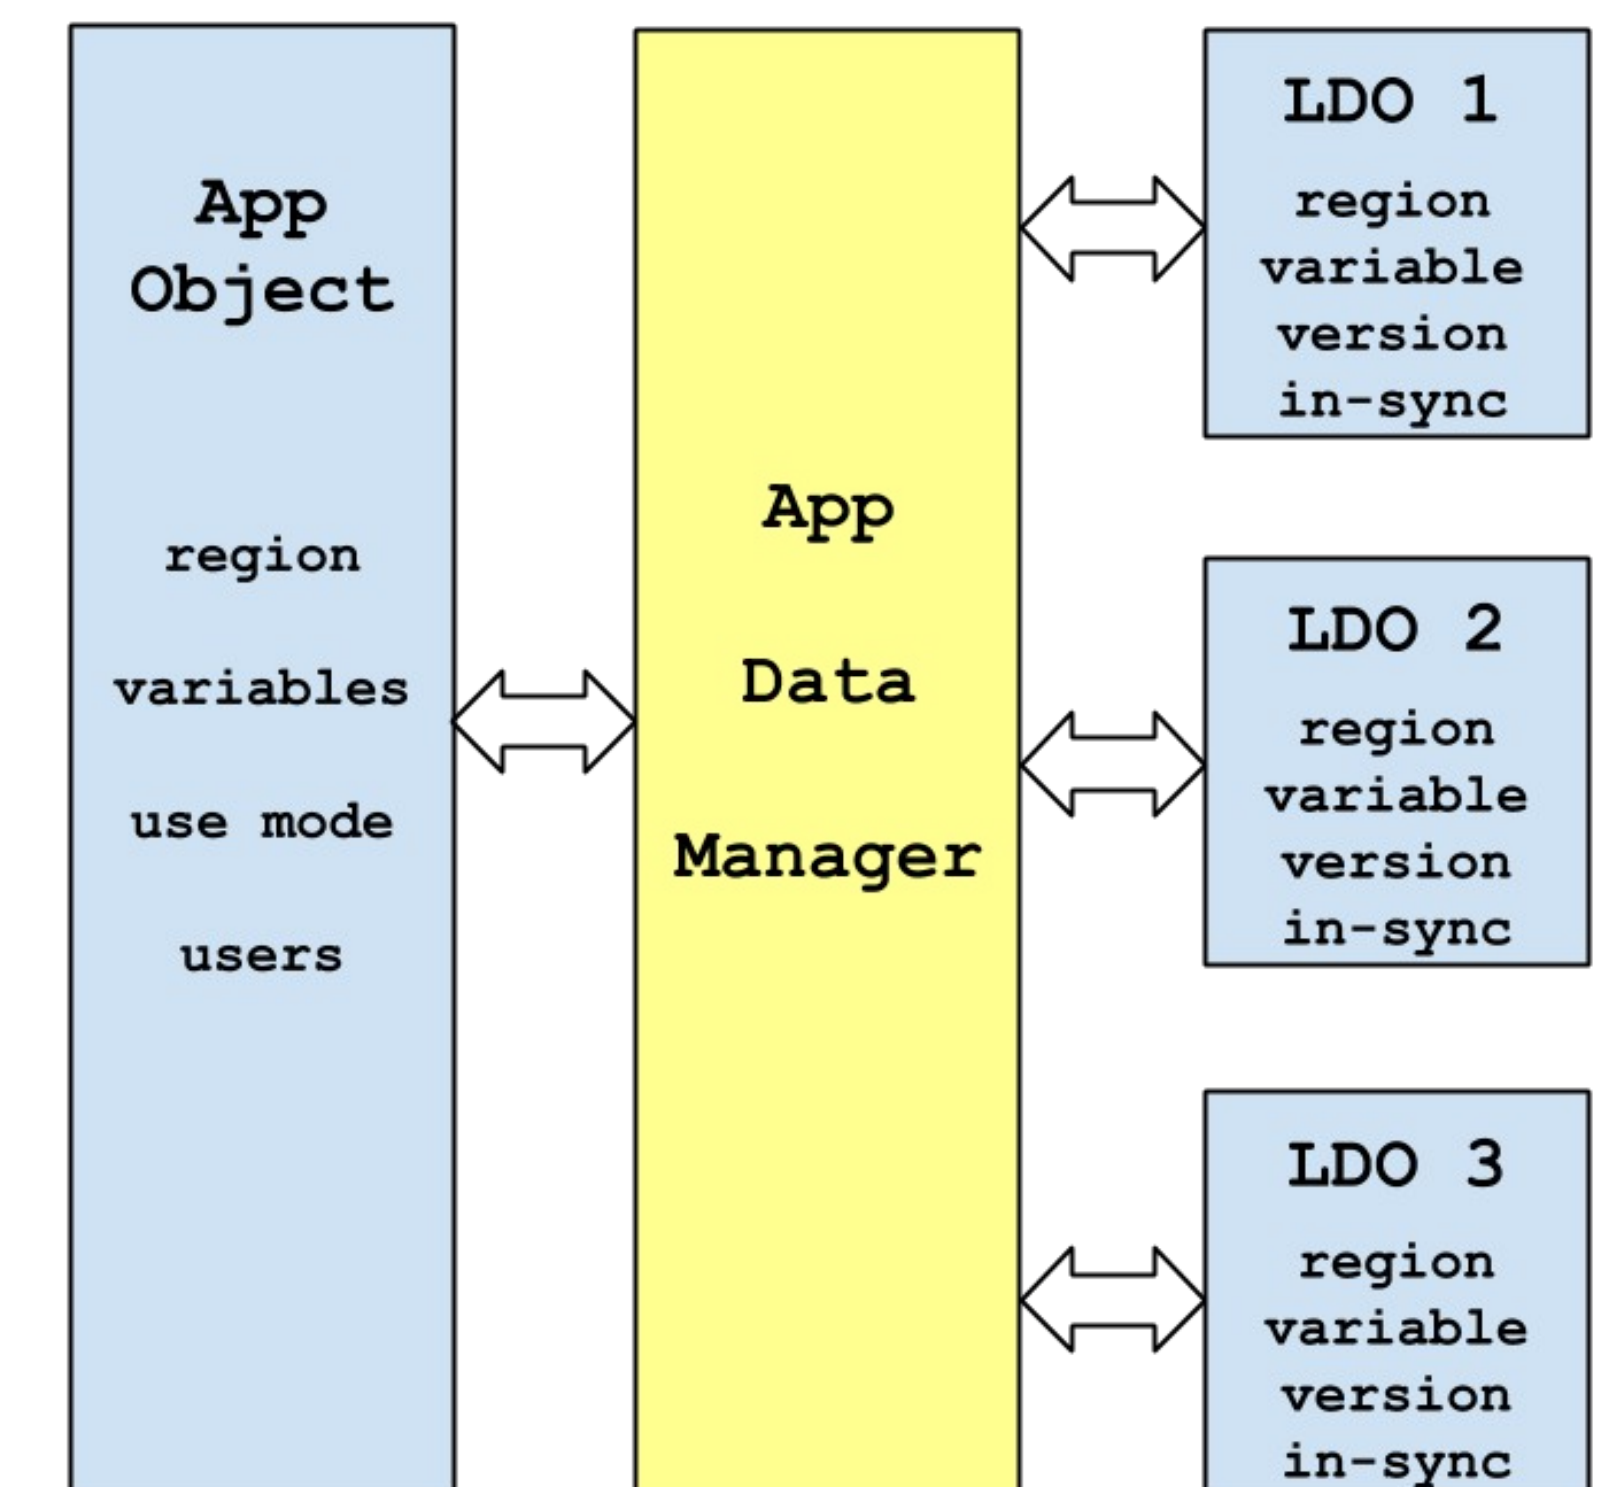 App
Object
region
variables
use mode
users
App
Data
Manager
LDO 1
region
variable
version
in-sync
LDO 2
region
variable
version
in-sync
LDO 3
region
variable
version
in-sync